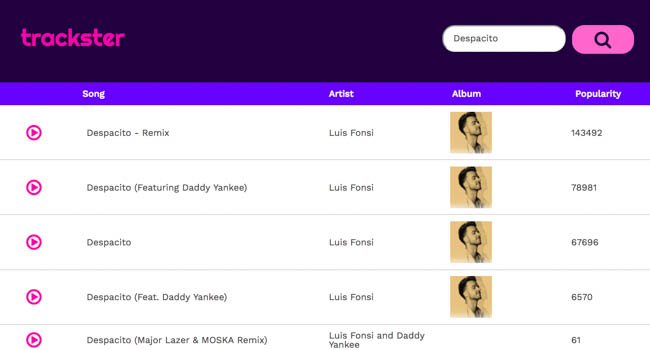 trackster
Despacito
Song Artist Album Popularity
Despacito - Remix Luis Fonsi 143492
Despacito (Featuring Daddy Yankee) Luis Fonsi 78981
Despacito Luis Fonsi 67696
Despacito (Feat. Daddy Yankee) Luis Fonsi 6570
Despacito (Major Lazer & MOSKA Remix) Luis Fonsi and Daddy 61
Yankee